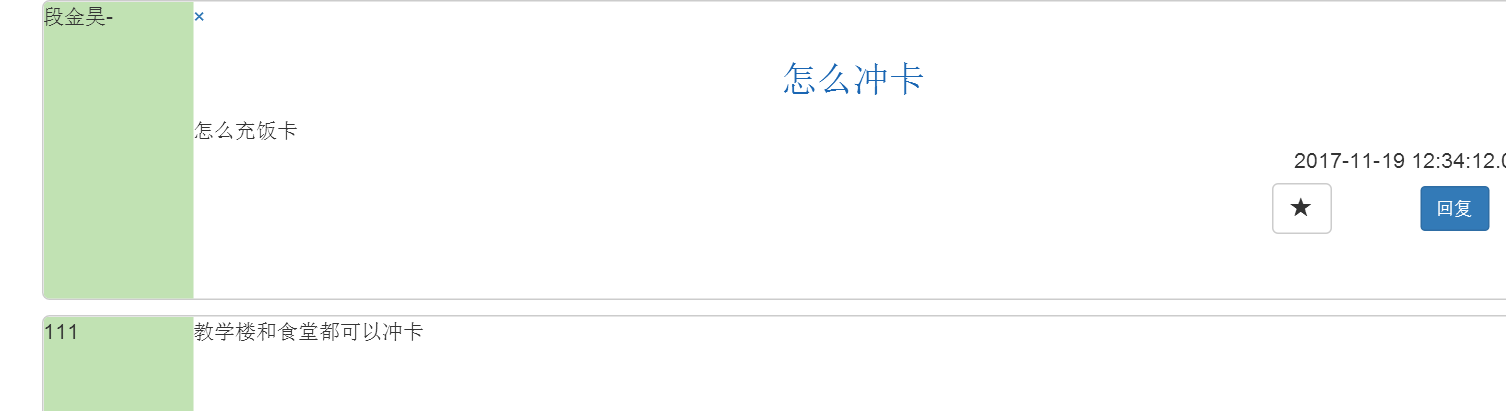 段金昊- ×
怎么冲卡
怎么充饭卡
2017-11-19 12:34:12.0
★ 回复
111 教学楼和食堂都可以冲卡